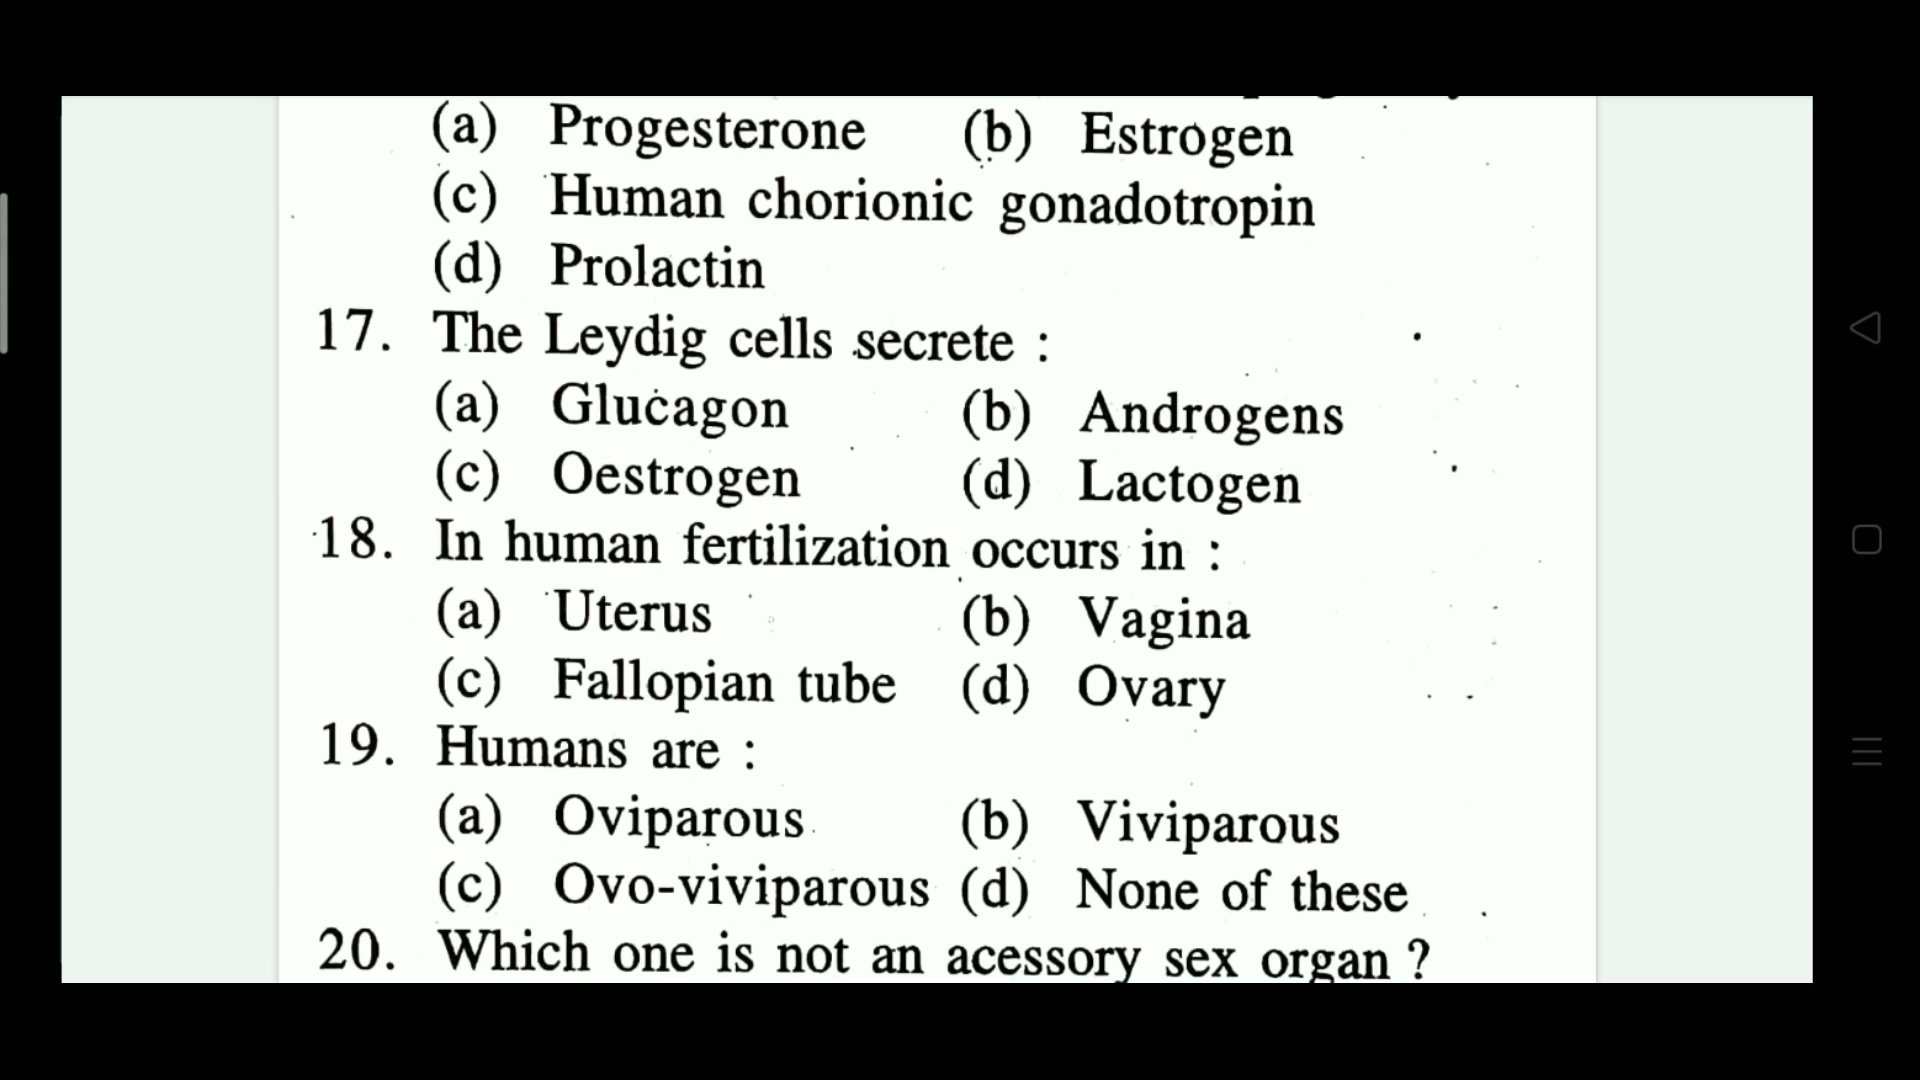 (a) Progesterone (b) Estrogen
(c) Human chorionic gonadotropin
(d) Prolactin
17. The Leydig cells secrete :
(a) Glucagon (b) Androgens
(c) Oestrogen (d) Lactogen
18. In human fertilization occurs in :
(a) Uterus (b) Vagina
(c) Fallopian tube (d) Ovary
19. Humans are :
(a) Oviparous (b) Viviparous
(c) Ovo-viviparous (d) None of these
20. Which one is not an acessory sex organ ?